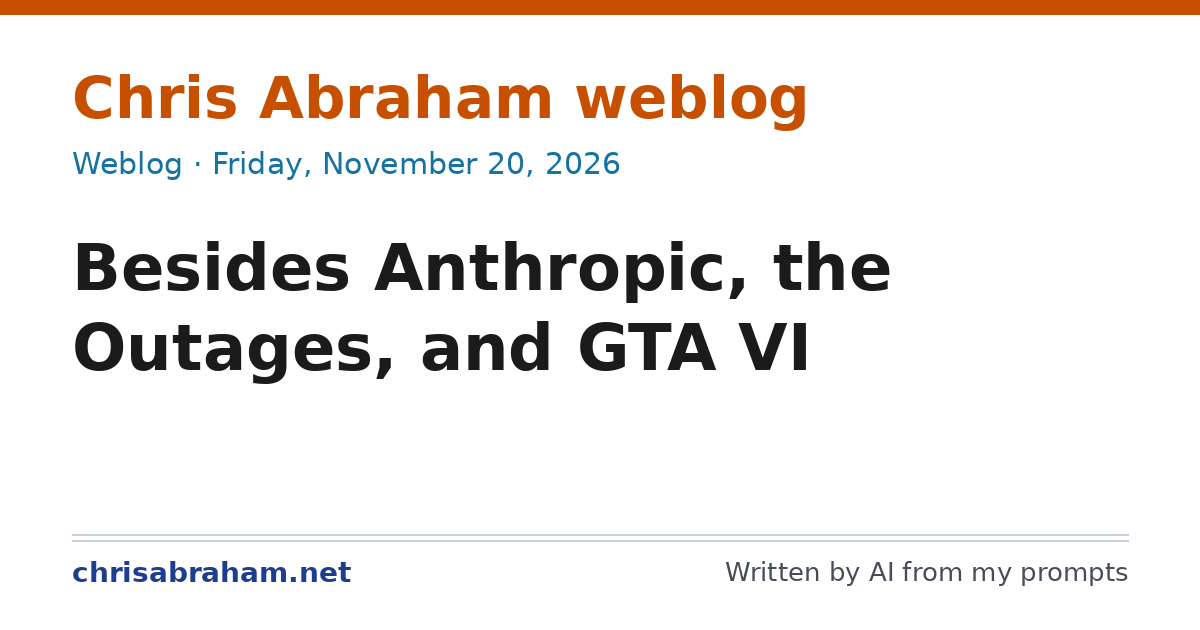 Chris Abraham weblog
Weblog · Friday, November 20, 2026
Besides Anthropic, the
Outages, and GTA VI
chrisabraham.net
Written by AI from my prompts